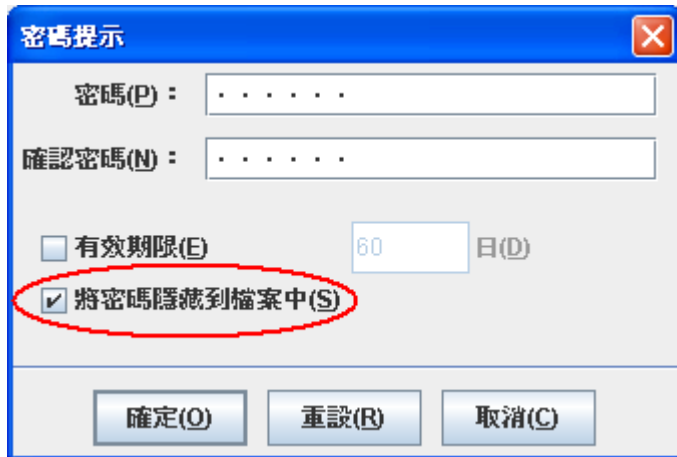 密碼提示
密碼(P)：· · · · · ·
確認密碼(N)：· · · · · ·
有效期限(E) 60 日(D)
將密碼隱藏到檔案中(S)
確定(O) 重設(R) 取消(C)